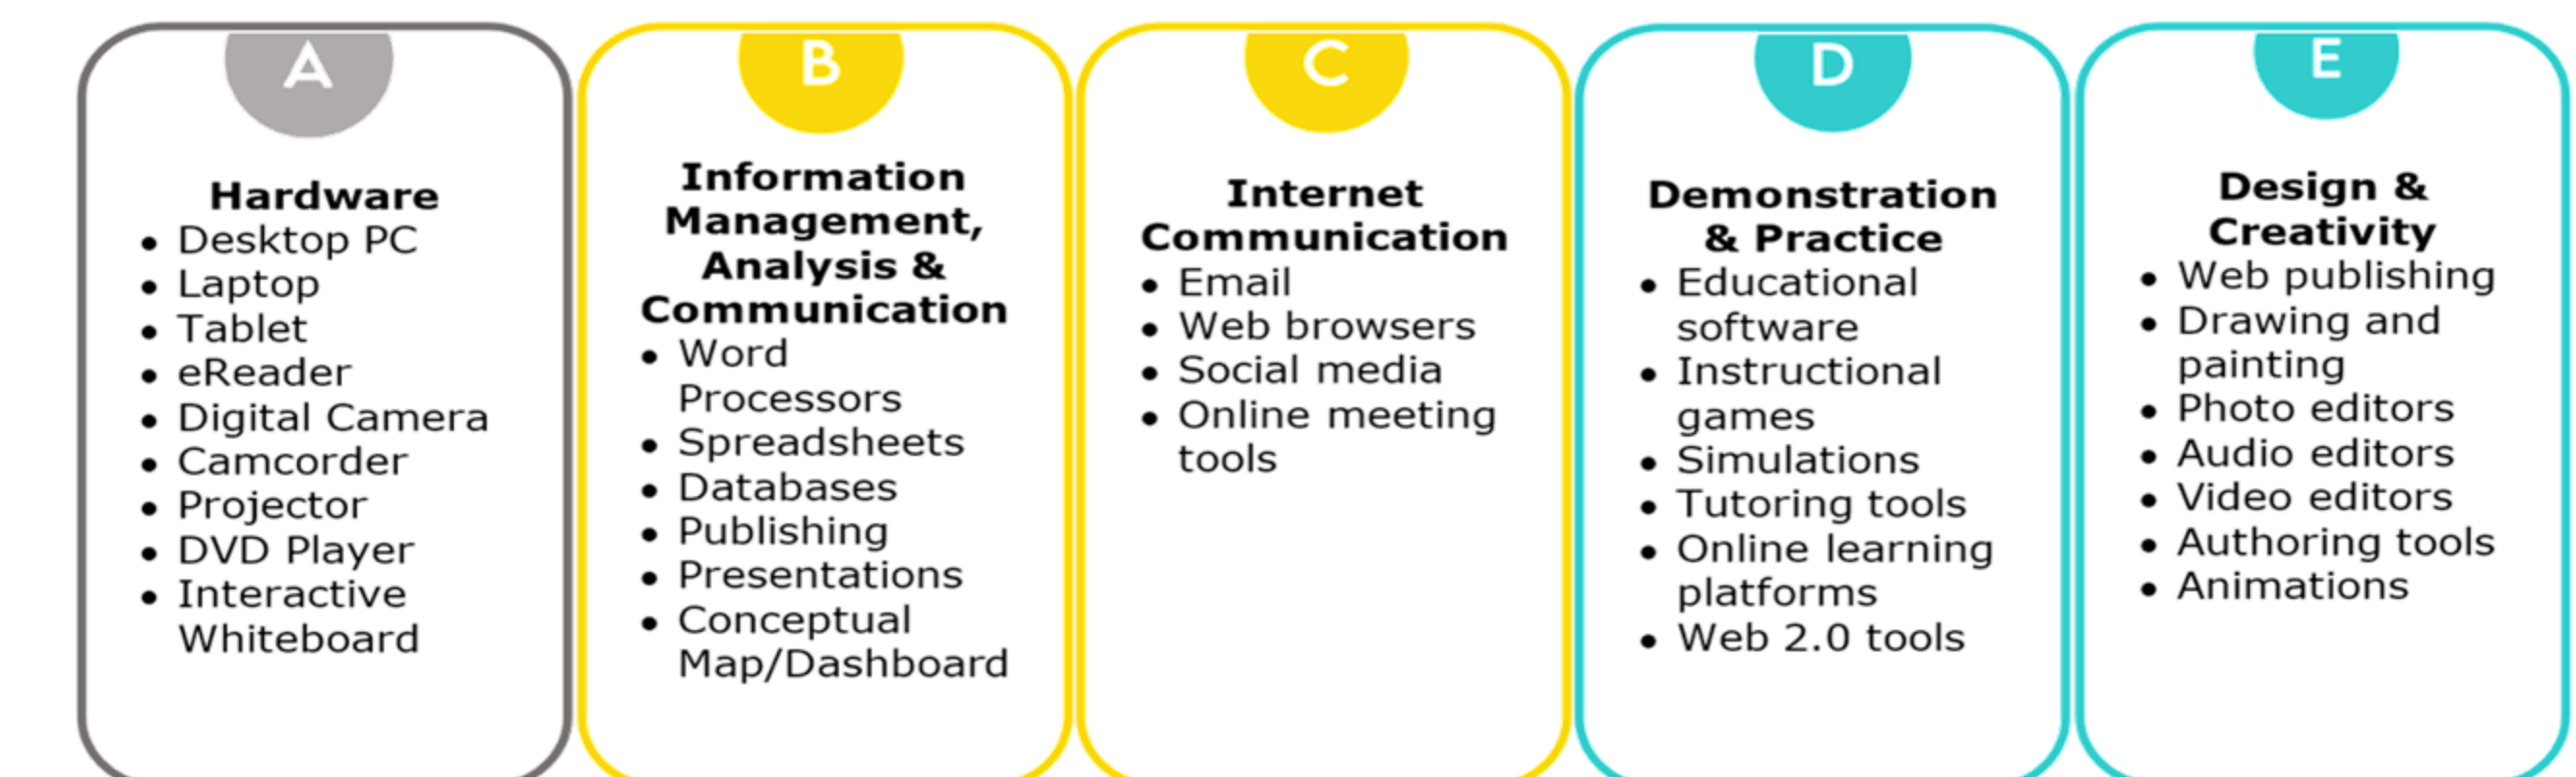 A
Hardware
• Desktop PC
• Laptop
• Tablet
• eReader
• Digital Camera
• Camcorder
• Projector
• DVD Player
• Interactive
Whiteboard
B
Information
Management,
Analysis &
Communication
• Word
Processors
• Spreadsheets
• Databases
• Publishing
• Presentations
• Conceptual
Map/Dashboard
C
Internet
Communication
• Email
• Web browsers
• Social media
• Online meeting
tools
D
Demonstration
& Practice
• Educational
software
• Instructional
games
• Simulations
• Tutoring tools
• Online learning
platforms
• Web 2.0 tools
E
Design &
Creativity
• Web publishing
• Drawing and
painting
• Photo editors
• Audio editors
• Video editors
• Authoring tools
• Animations